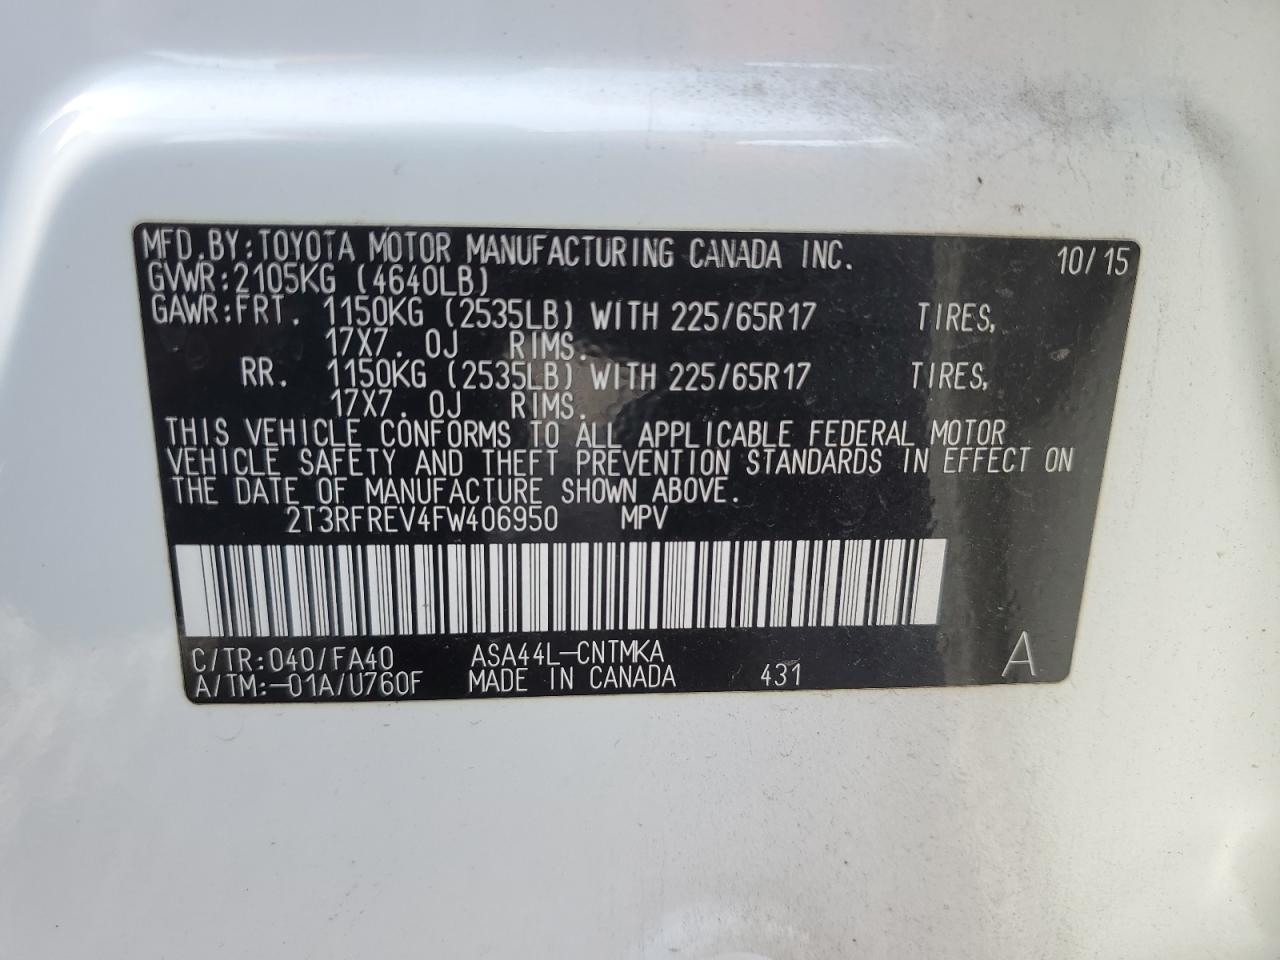 MFD.BY:TOYOTA MOTOR MANUFACTURING CANADA INC. 10/15
GVWR:2105KG (4640LB)
GAWR:FRT. 1150KG (2535LB) WITH 225/65R17 TIRES,
17X7. 0J RIMS.
RR. 1150KG (2535LB) WITH 225/65R17 TIRES,
17X7. 0J RIMS.
THIS VEHICLE CONFORMS TO ALL APPLICABLE FEDERAL MOTOR
VEHICLE SAFETY AND THEFT PREVENTION STANDARDS IN EFFECT ON
THE DATE OF MANUFACTURE SHOWN ABOVE.
2T3RFREV4FW406950 MPV
C/TR:040/FA40 ASA44L-CNTMKA A
A/TM:-01A/U760F MADE IN CANADA 431